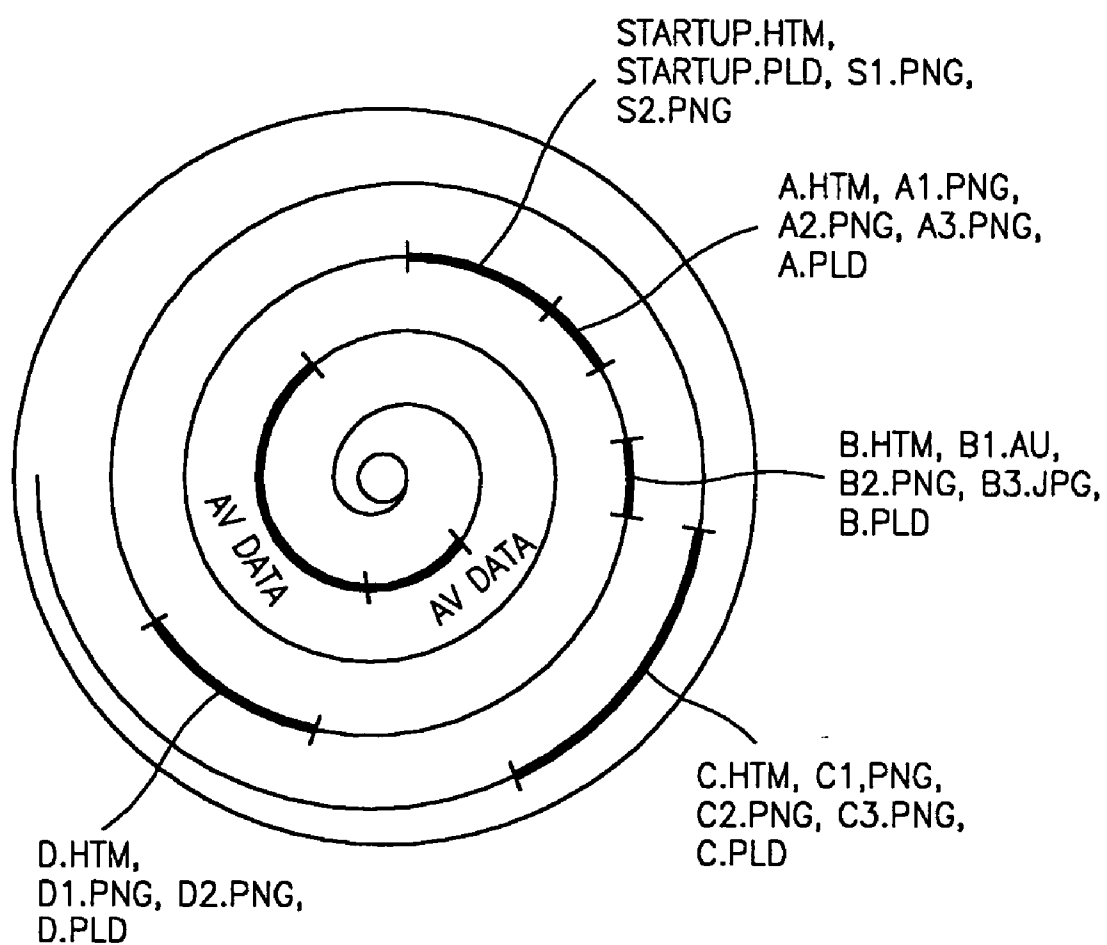 STARTUP.HTM,
STARTUP.PLD, S1.PNG,
S2.PNG
A.HTM, A1.PNG,
A2.PNG, A3.PNG,
A.PLD
B.HTM, B1.AU,
B2.PNG, B3.JPG,
B.PLD
AV DATA
AV DATA
C.HTM, C1,PNG,
C2.PNG, C3.PNG,
C.PLD
D.HTM,
D1.PNG, D2.PNG,
D.PLD